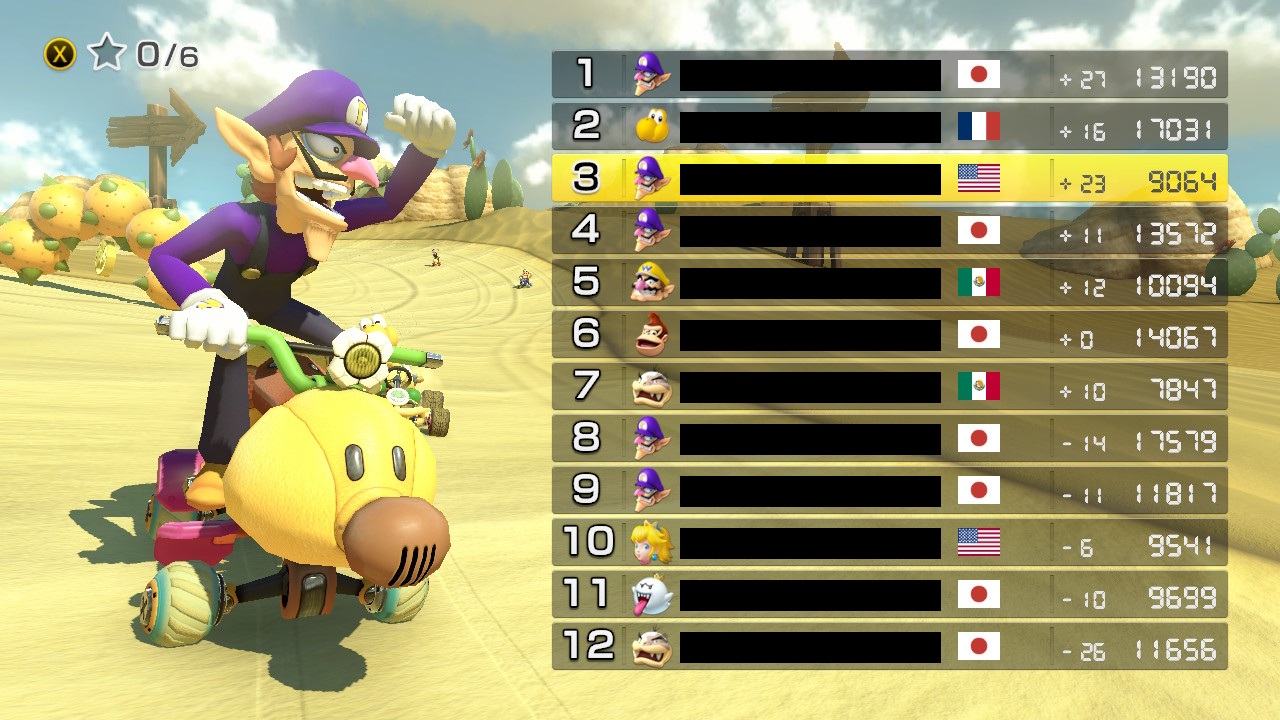 X 0/6
1 + 27 13190
2 + 16 17031
3 + 23 9064
4 + 11 13572
5 + 12 10094
6 + 0 14067
7 + 10 7847
8 - 14 17579
9 - 11 11817
10 - 6 9541
11 - 10 9699
12 - 26 11656